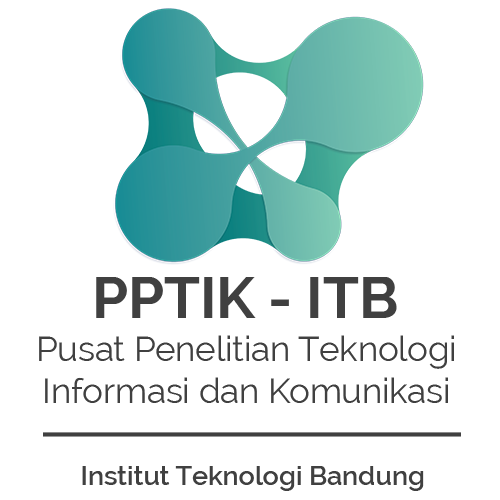 PPTIK - ITB
Pusat Penelitian Teknologi
Informasi dan Komunikasi
Institut Teknologi Bandung